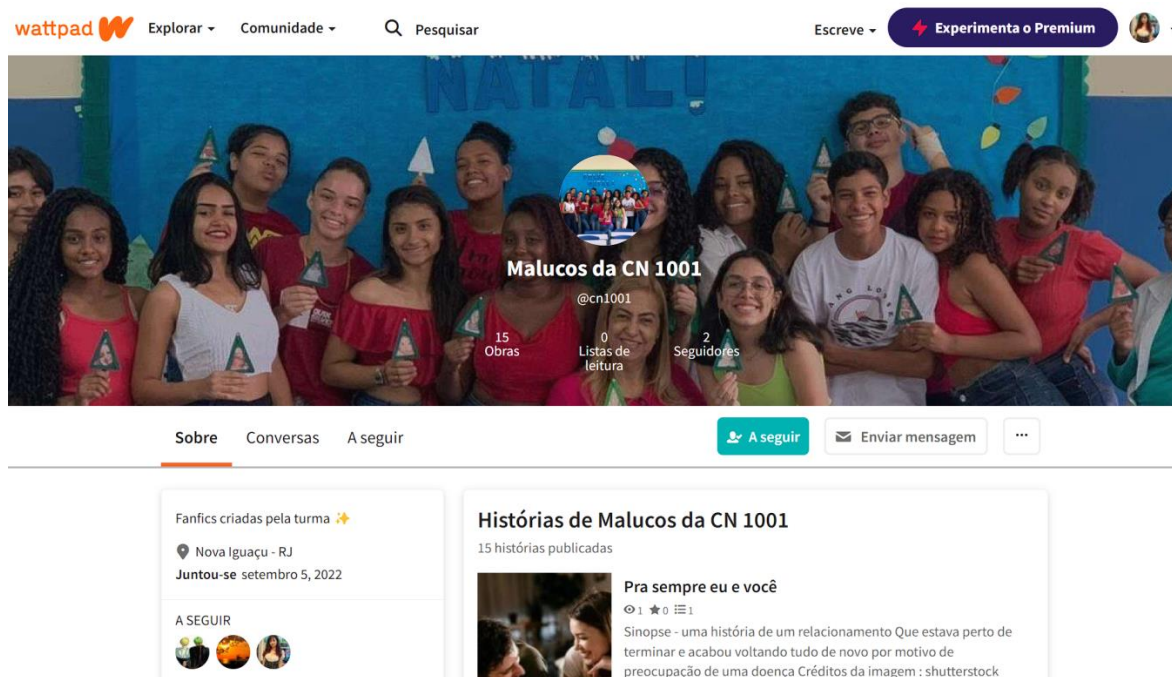 wattpad
Explorar
Comunidade
Pesquisar
Escreve
Experimenta o Premium
NATAL!
Malucos da CN 1001
@cn1001
15
Obras
0
Listas de
leitura
2
Seguidores
Sobre
Conversas
A seguir
A seguir
Enviar mensagem
...
Fanfics criadas pela turma ✨
Nova Iguaçu - RJ
Juntou-se setembro 5, 2022
A SEGUIR
Histórias de Malucos da CN 1001
15 histórias publicadas
Pra sempre eu e você
1 0 1
Sinopse - uma história de um relacionamento Que estava perto de
terminar e acabou voltando tudo de novo por motivo de
preocupação de uma doença Créditos da imagem : shutterstock